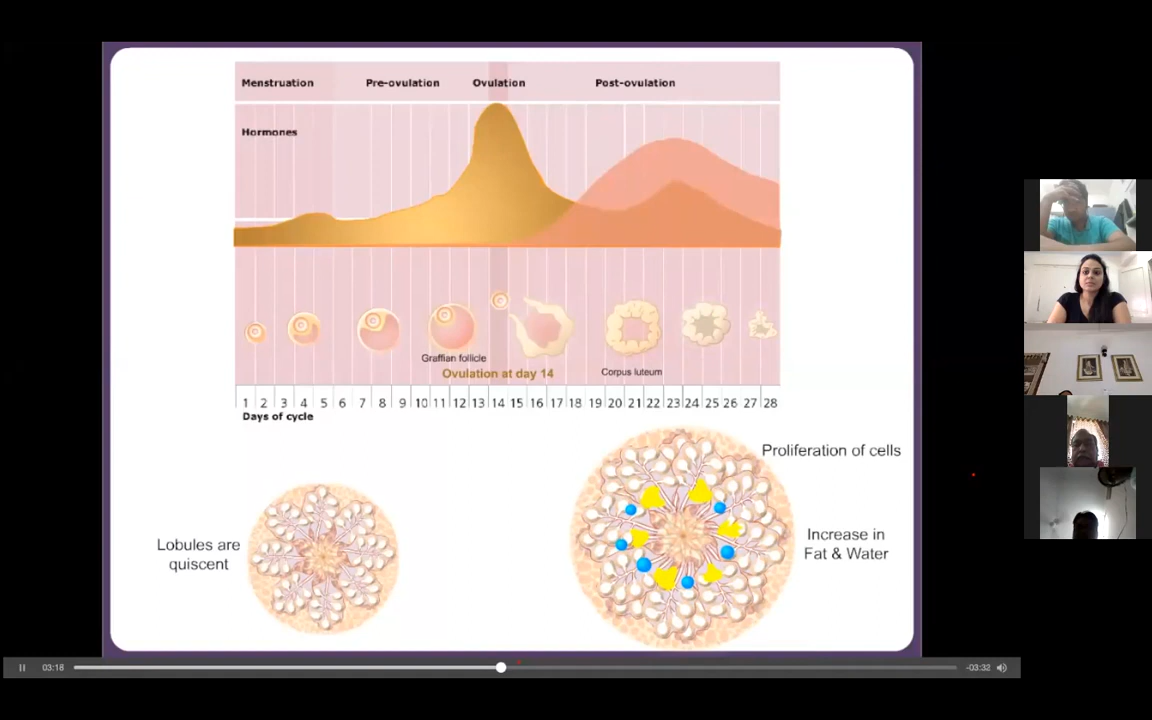 Menstruation Pre-ovulation Ovulation Post-ovulation
Hormones
Graffian follicle
Ovulation at day 14
Corpus luteum
1 2 3 4 5 6 7 8 9 10 11 12 13 14 15 16 17 18 19 20 21 22 23 24 25 26 27 28
Days of cycle
Proliferation of cells
Lobules are
quiscent
Increase in
Fat & Water
03:18
-03:32